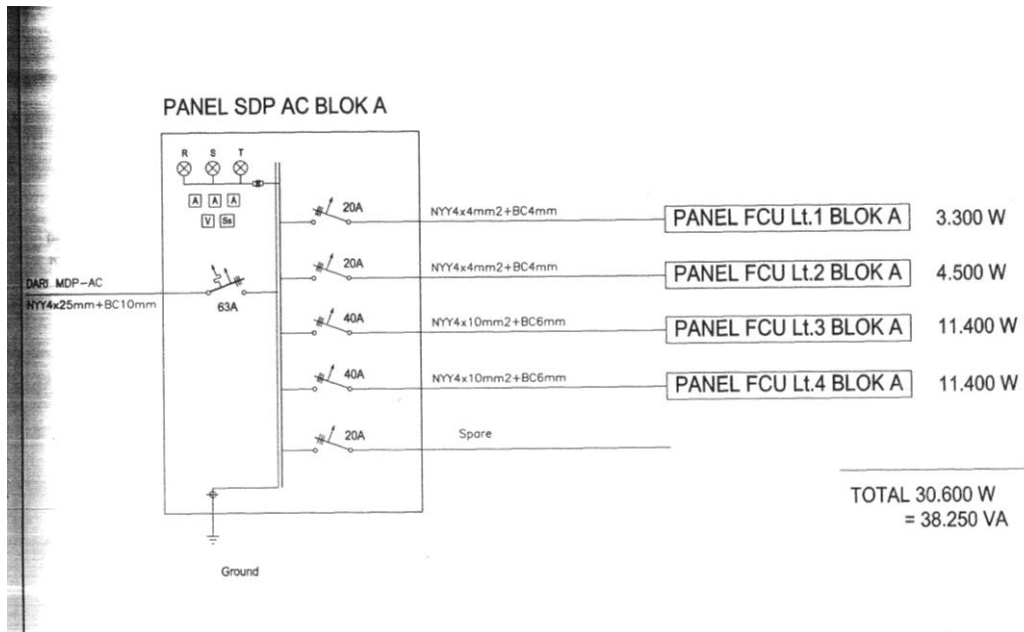 PANEL SDP AC BLOK A
R S T
A A A
V Ss
20A NYY4x4mm2+BC4mm PANEL FCU Lt.1 BLOK A 3.300 W
20A NYY4x4mm2+BC4mm PANEL FCU Lt.2 BLOK A 4.500 W
DARI MDP-AC
NYY4x25mm+BC10mm
63A
40A NYY4x10mm2+BC6mm PANEL FCU Lt.3 BLOK A 11.400 W
40A NYY4x10mm2+BC6mm PANEL FCU Lt.4 BLOK A 11.400 W
20A Spare
TOTAL 30.600 W
= 38.250 VA
Ground